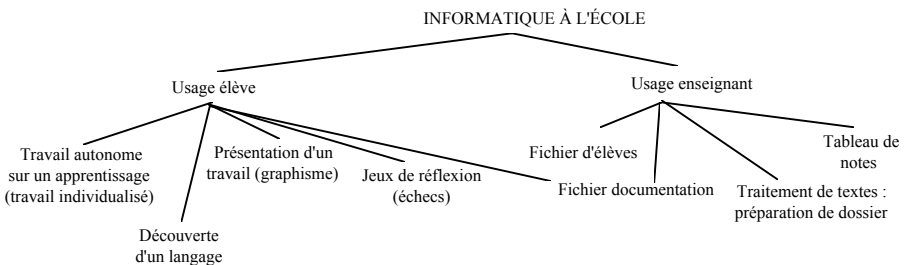 INFORMATIQUE À L'ÉCOLE
Usage élève
Usage enseignant
Travail autonome
sur un apprentissage
(travail individualisé)
Découverte
d'un langage
Présentation d'un
travail (graphisme)
Jeux de réflexion
(échecs)
Fichier d'élèves
Fichier documentation
Traitement de textes :
préparation de dossier
Tableau de
notes